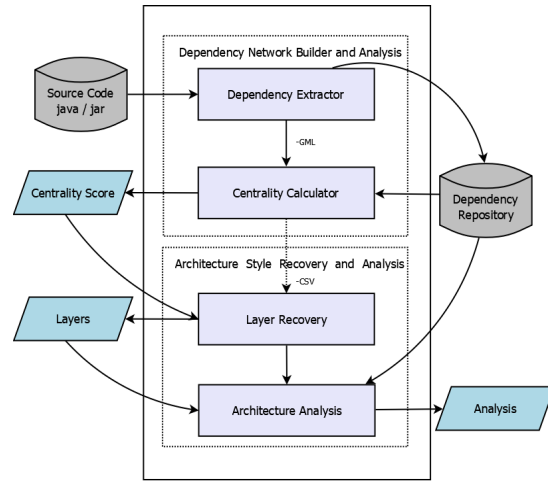 Dependency Network Builder and Analysis
Source Code
java / jar
Dependency Extractor
-GML
Centrality Score
Centrality Calculator
Dependency
Repository
Architecture Style Recovery and Analysis
-CSV
Layers
Layer Recovery
Architecture Analysis
Analysis